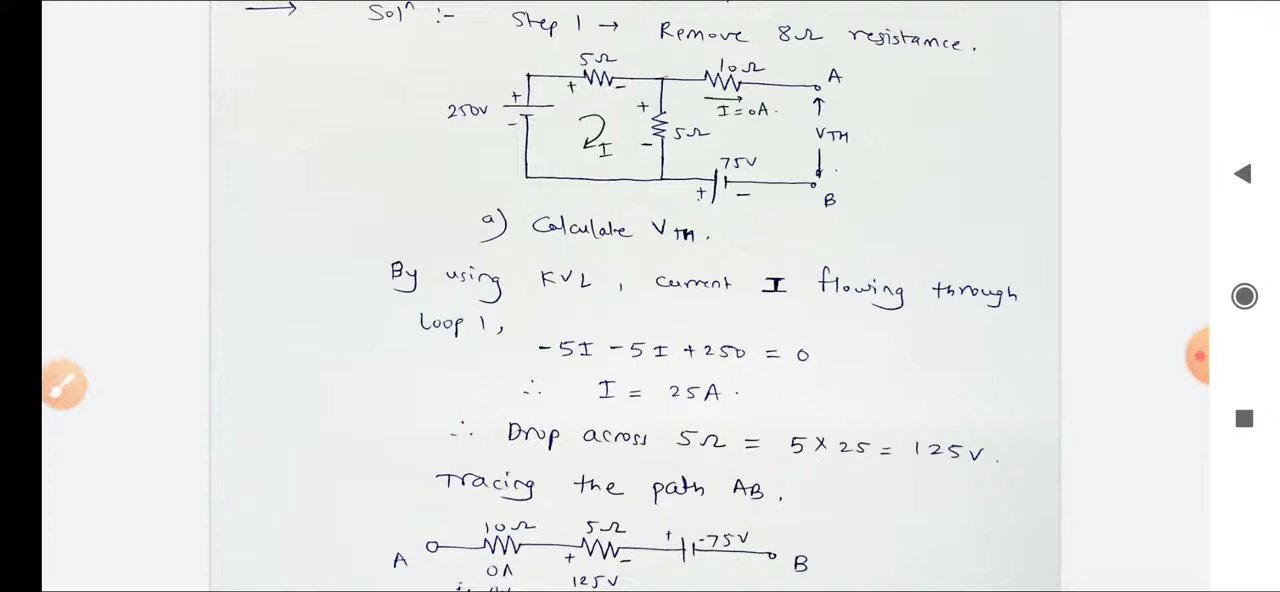 Solⁿ :- Step 1 → Remove 8Ω resistance.
5Ω
10Ω
A
+ -
250V
+
-
I
+
5Ω
-
I = 0A.
VTH
75V
+ -
B
a) Calculate VTH.
By using KVL, current I flowing through
loop 1,
-5I - 5I + 250 = 0
∴ I = 25A.
∴ Drop across 5Ω = 5 × 25 = 125V.
Tracing the path AB.
10Ω 5Ω
A + - + -75V B
0A 125V